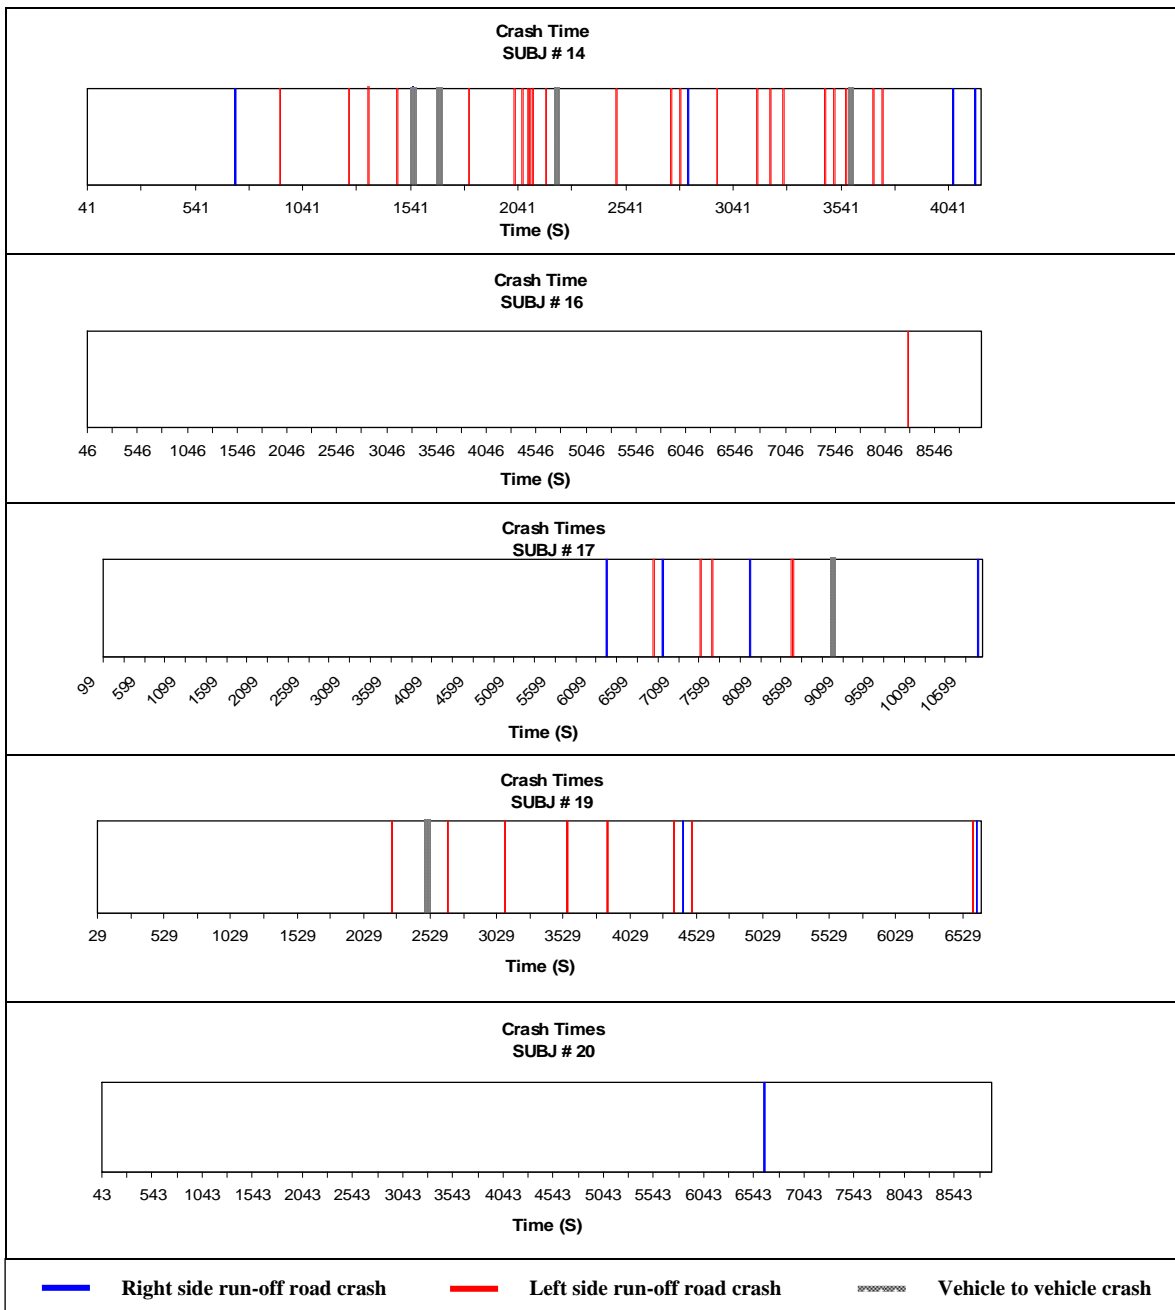 Crash Time
SUBJ # 14
41 541 1041 1541 2041 2541 3041 3541 4041
Time (S)
Crash Time
SUBJ # 16
46 546 1046 1546 2046 2546 3046 3546 4046 4546 5046 5546 6046 6546 7046 7546 8046 8546
Time (S)
Crash Times
SUBJ # 17
99 599 1099 1599 2099 2599 3099 3599 4099 4599 5099 5599 6099 6599 7099 7599 8099 8599 9099 9599 10099 10599
Time (S)
Crash Times
SUBJ # 19
29 529 1029 1529 2029 2529 3029 3529 4029 4529 5029 5529 6029 6529
Time (S)
Crash Times
SUBJ # 20
43 543 1043 1543 2043 2543 3043 3543 4043 4543 5043 5543 6043 6543 7043 7543 8043 8543
Time (S)
Right side run-off road crash Left side run-off road crash Vehicle to vehicle crash